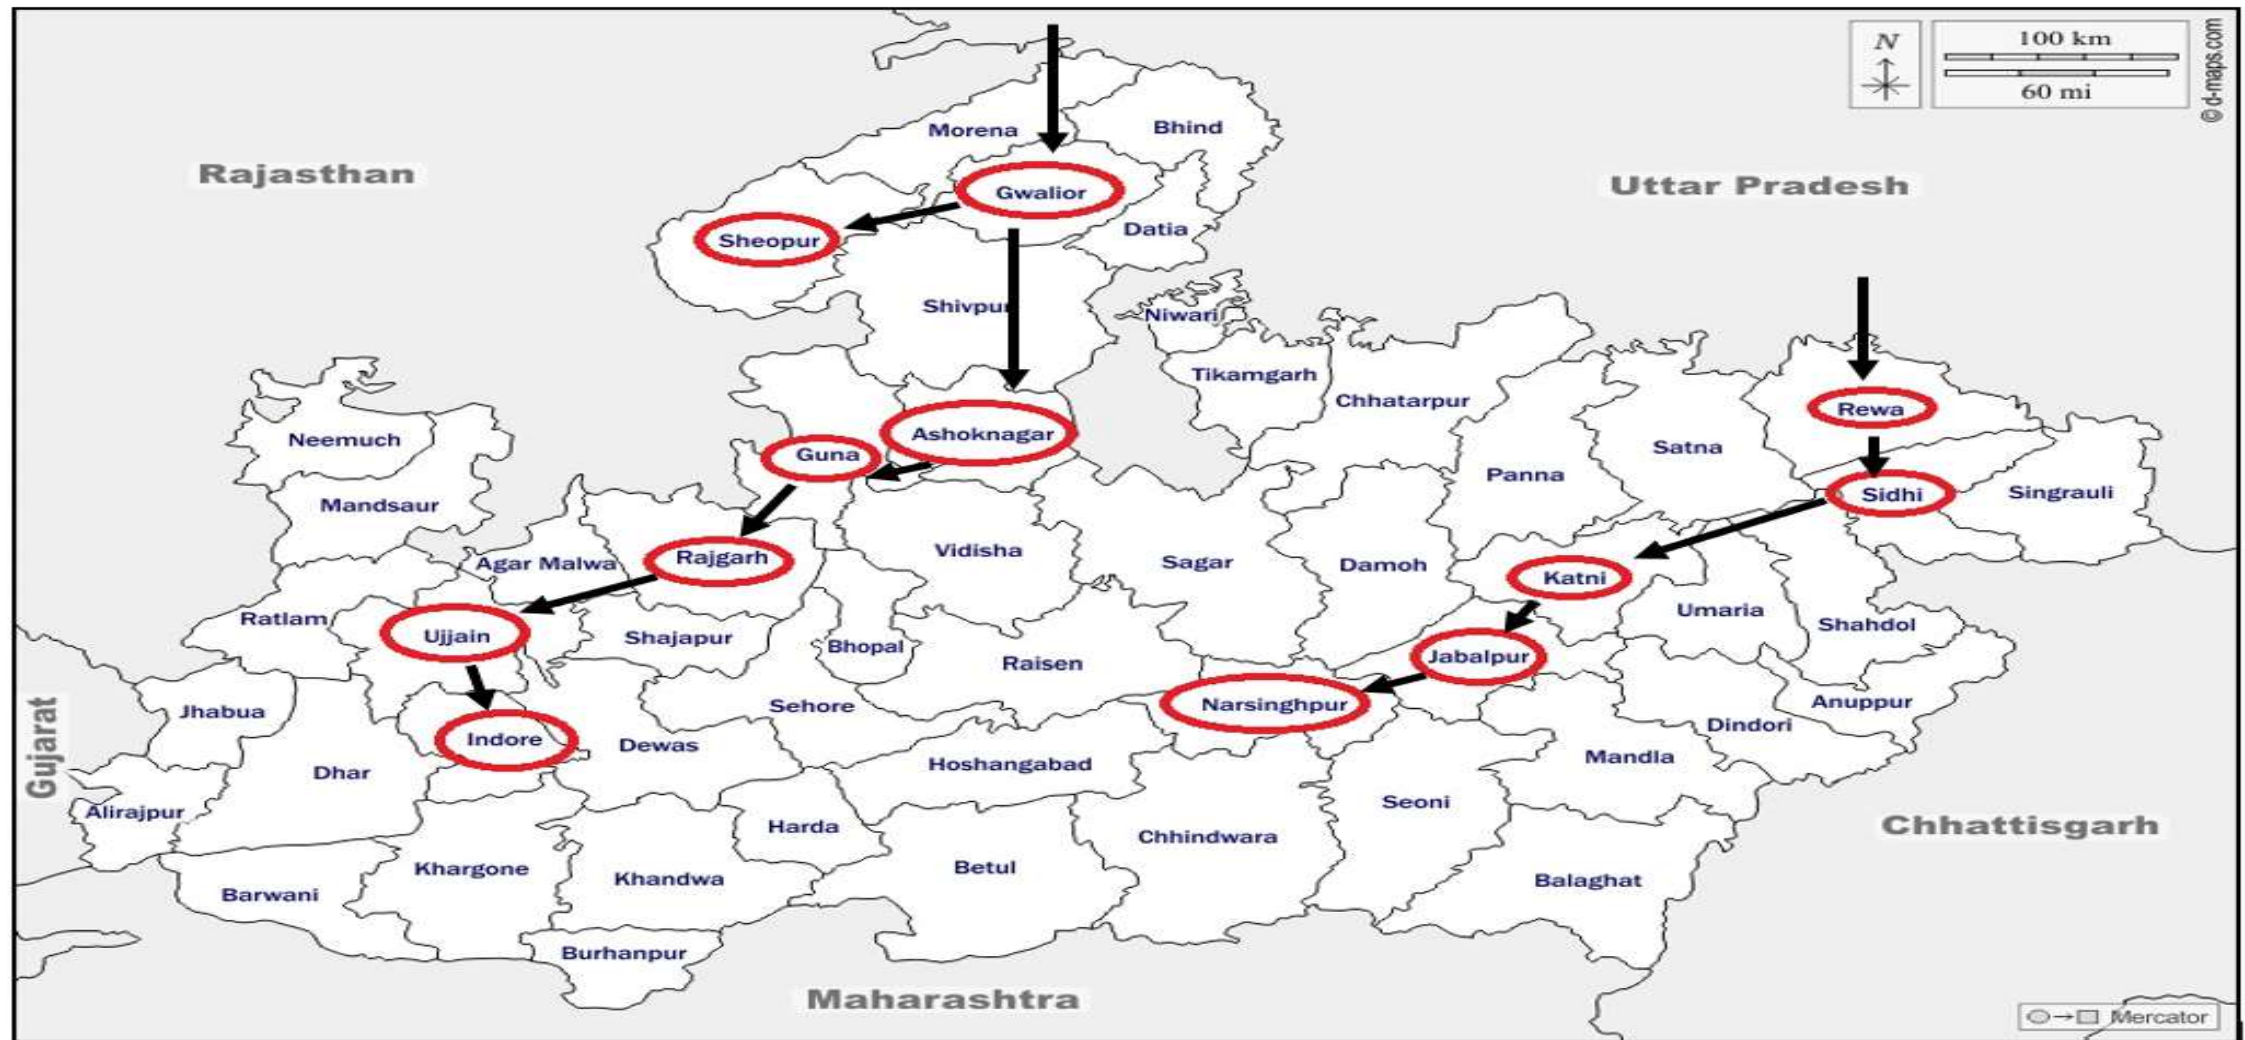 N
100 km
60 mi
© d-maps.com
Morena
Bhind
Rajasthan
Uttar Pradesh
Gwalior
Datia
Sheopur
Shivpur
Niwari
Tikamgarh
Chhatarpur
Rewa
Neemuch
Ashoknagar
Guna
Satna
Panna
Sidhi
Singrauli
Mandsaur
Agar Malwa
Rajgarh
Vidisha
Sagar
Damoh
Katni
Ratlam
Ujjain
Shajapur
Bhopal
Umaria
Shahdol
Raisen
Jabalpur
Jhabua
Sehore
Narsinghpur
Anuppur
Dindori
Gujarat
Indore
Dewas
Hoshangabad
Mandla
Dhar
Alirajpur
Harda
Seoni
Chhindwara
Chhattisgarh
Khargone
Khandwa
Betul
Balaghat
Barwani
Burhanpur
Maharashtra
Mercator